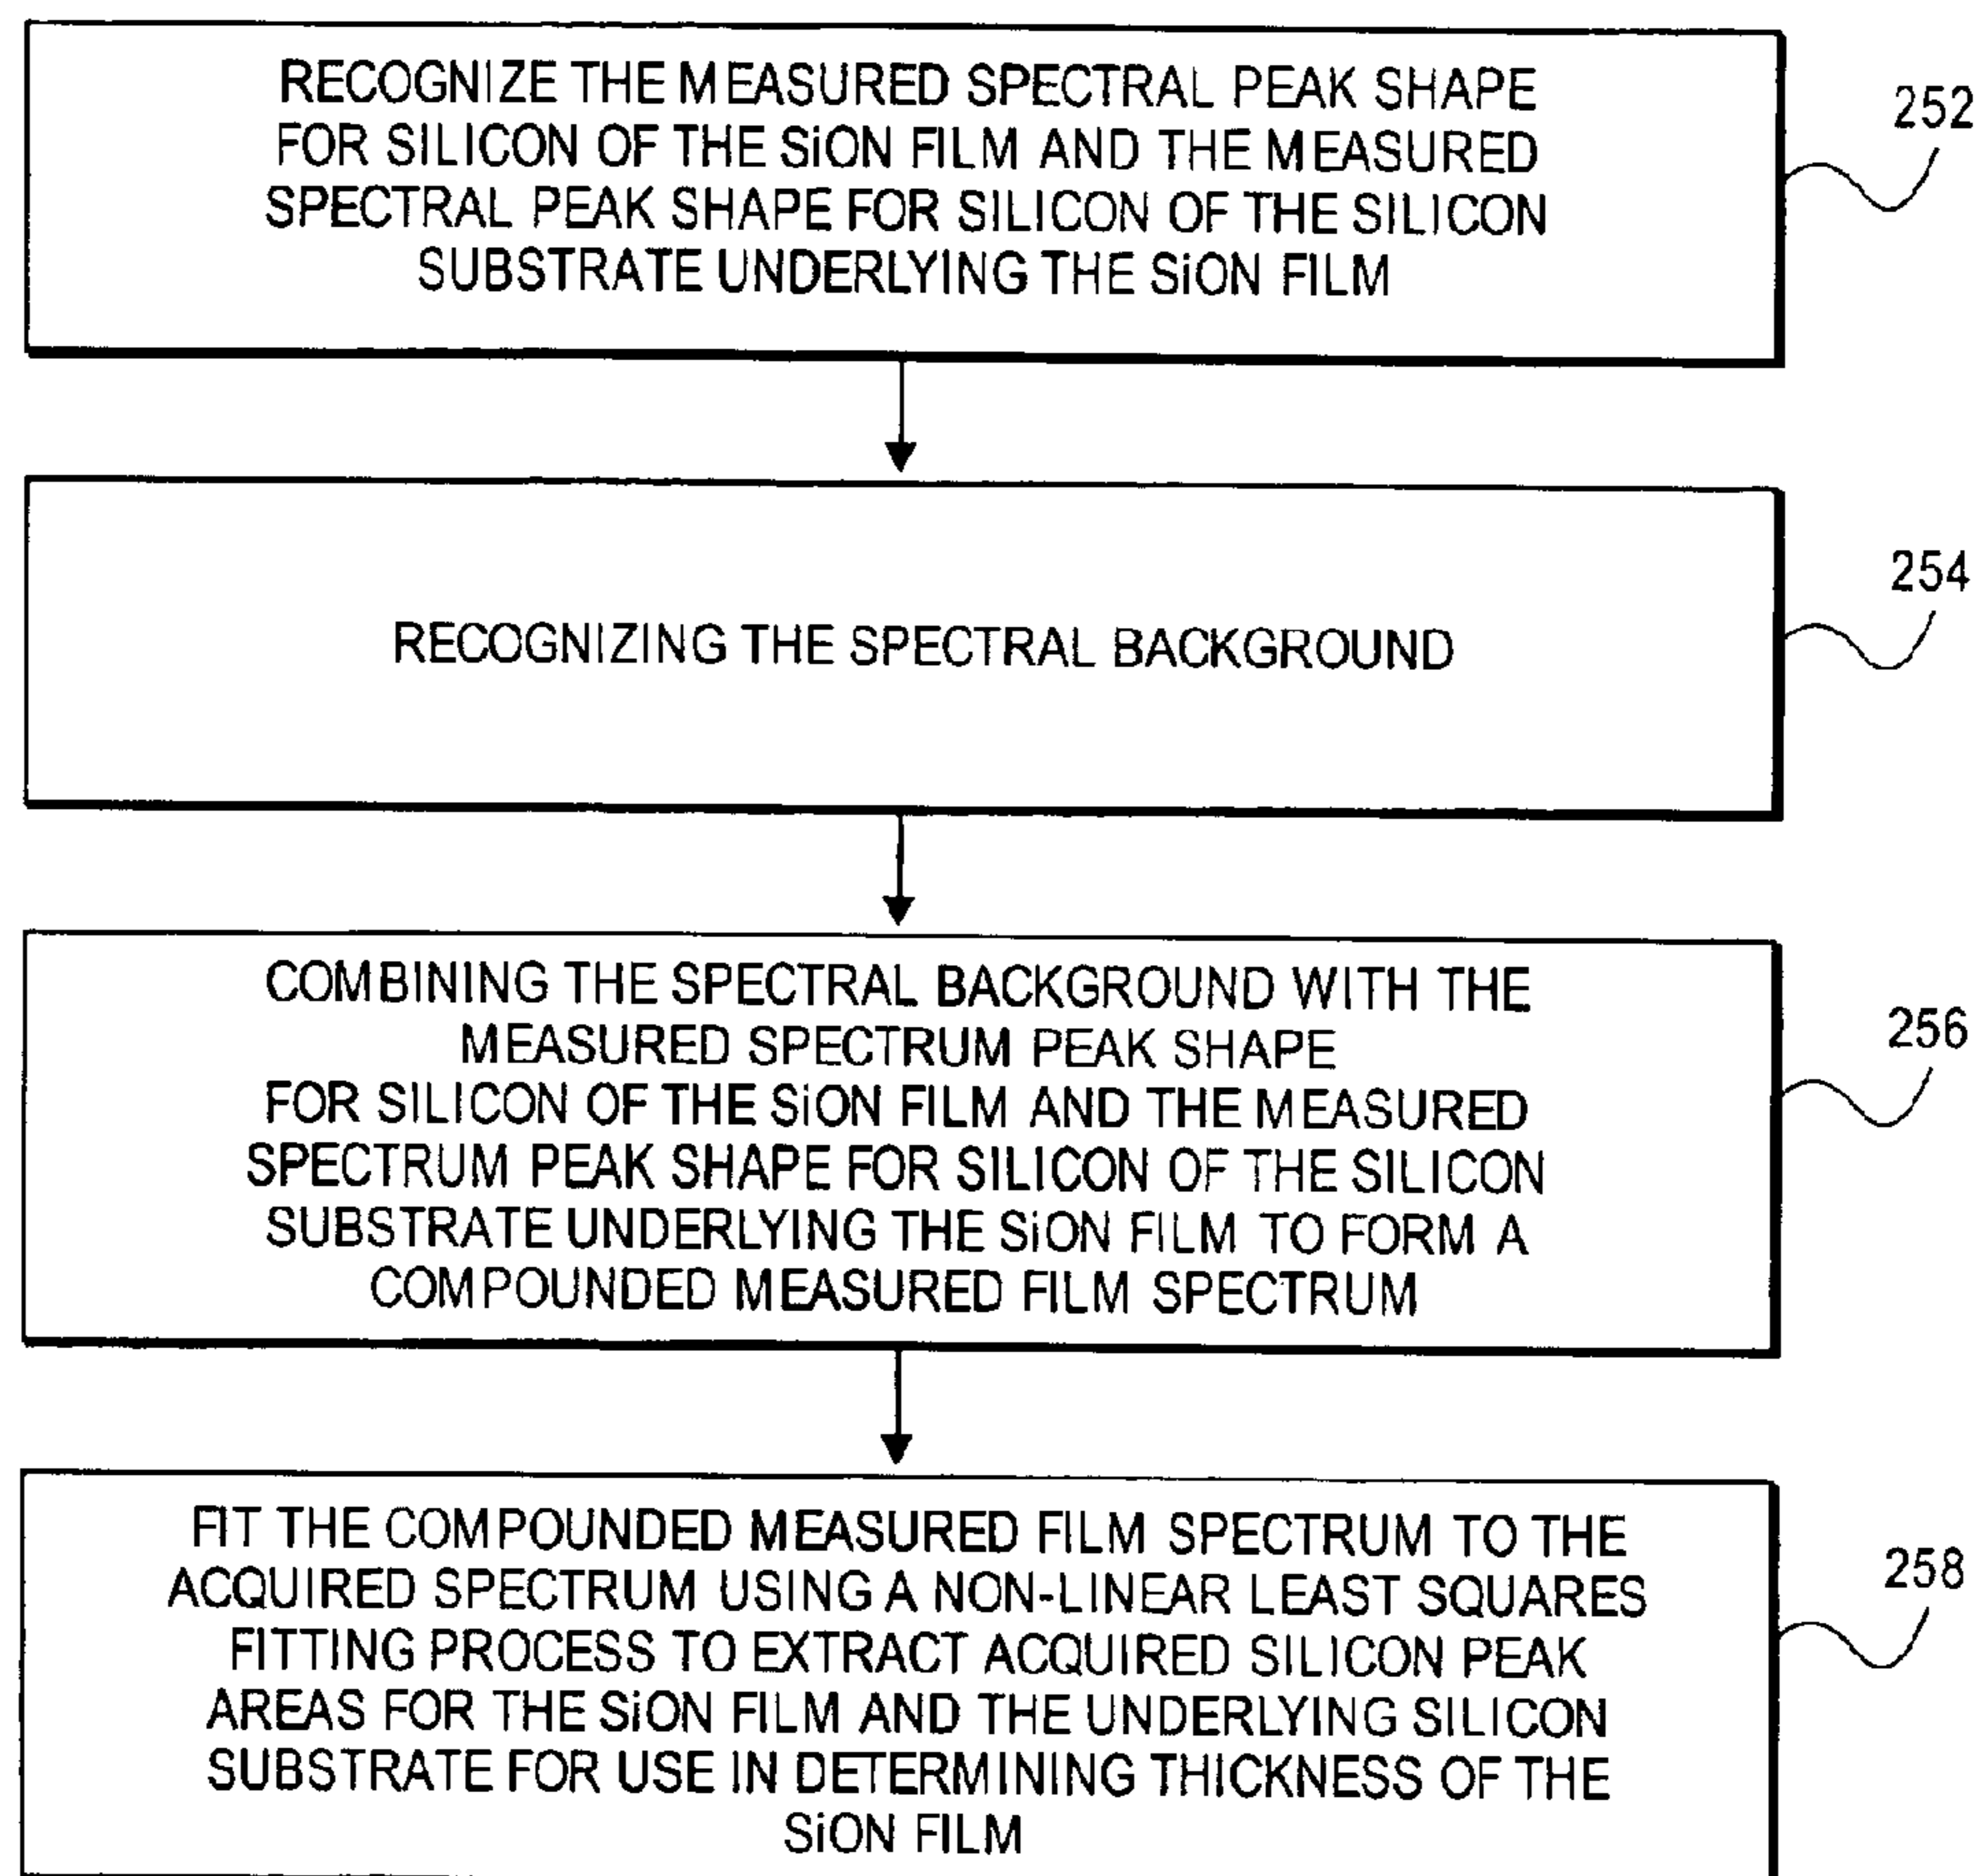 RECOGNIZE THE MEASURED SPECTRAL PEAK SHAPE
FOR SILICON OF THE SiON FILM AND THE MEASURED
SPECTRAL PEAK SHAPE FOR SILICON OF THE SILICON
SUBSTRATE UNDERLYING THE SiON FILM
252
RECOGNIZING THE SPECTRAL BACKGROUND
254
COMBINING THE SPECTRAL BACKGROUND WITH THE
MEASURED SPECTRUM PEAK SHAPE
FOR SILICON OF THE SiON FILM AND THE MEASURED
SPECTRUM PEAK SHAPE FOR SILICON OF THE SILICON
SUBSTRATE UNDERLYING THE SiON FILM TO FORM A
COMPOUNDED MEASURED FILM SPECTRUM
256
FIT THE COMPOUNDED MEASURED FILM SPECTRUM TO THE
ACQUIRED SPECTRUM USING A NON-LINEAR LEAST SQUARES
FITTING PROCESS TO EXTRACT ACQUIRED SILICON PEAK
AREAS FOR THE SiON FILM AND THE UNDERLYING SILICON
SUBSTRATE FOR USE IN DETERMINING THICKNESS OF THE
SiON FILM
258